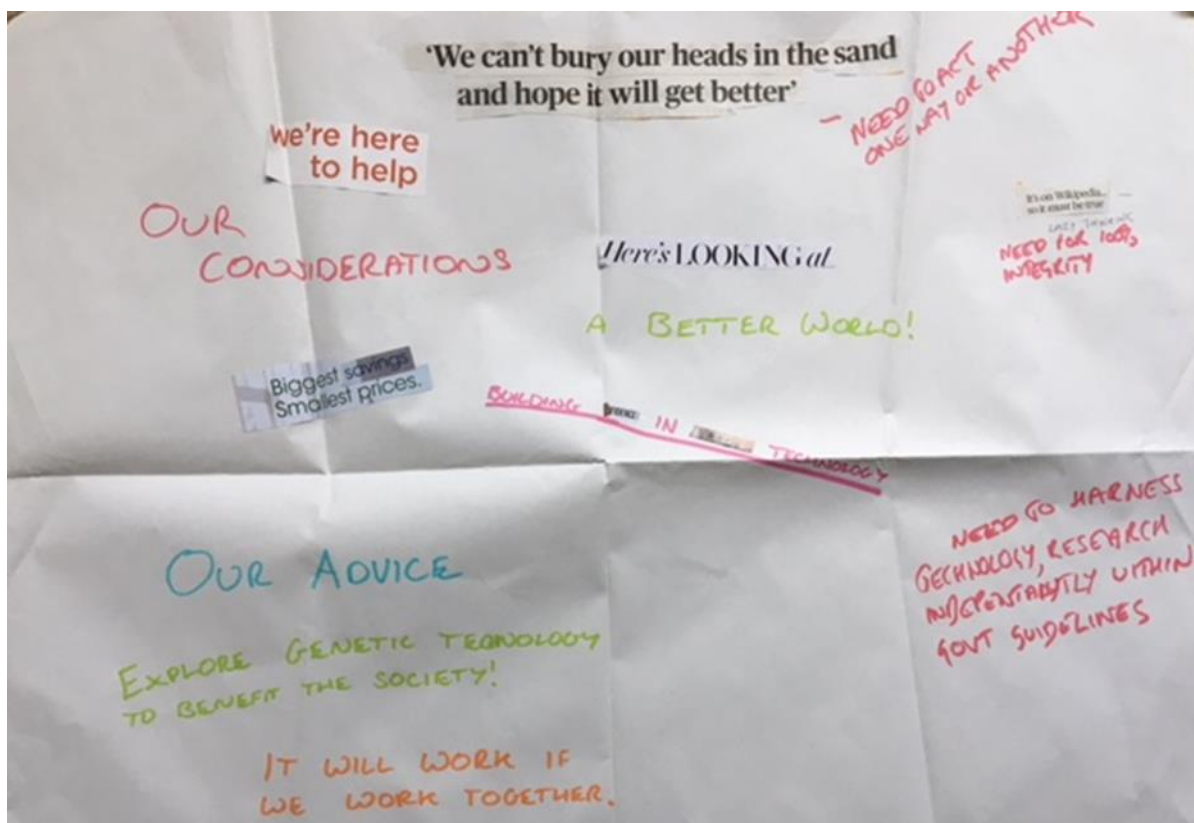 'We can't bury our heads in the sand
and hope it will get better'
- NEED TO ACT
ONE WAY OR ANOTHER
we're here
to help
It's on Wikipedia...
so it must be true
LAZY THINKING
NEED FOR 100%
INTEGRITY
OUR
CONSIDERATIONS
Here's LOOKING at
A BETTER WORLD!
Biggest savings.
Smallest prices.
BUILDING IN TECHNOLOGY
NEED TO HARNESS
TECHNOLOGY, RESEARCH
WITHIN
GOVT GUIDELINES
OUR ADVICE
EXPLORE GENETIC TEQNOLOGY
TO BENEFIT THE SOCIETY!
IT WILL WORK IF
WE WORK TOGETHER.